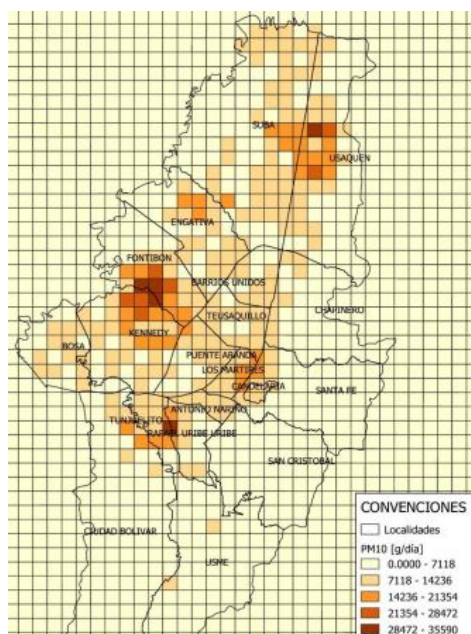 SUBA
USAQUEN
ENGATIVA
FONTIBON
BARRIOS UNIDOS
CHAPINERO
TEUSAQUILLO
KENNEDY
BOSA
PUENTE ARANDA
LOS MARTIRES
CANDELARIA
SANTA FE
ANTONIO NARIÑO
TUNJUELITO
RAFAEL URIBE URIBE
SAN CRISTOBAL
CIUDAD BOLIVAR
USME
CONVENCIONES
Localidades
PM10 [g/día]
0.0000 - 7118
7118 - 14236
14236 - 21354
21354 - 28472
28472 - 35590